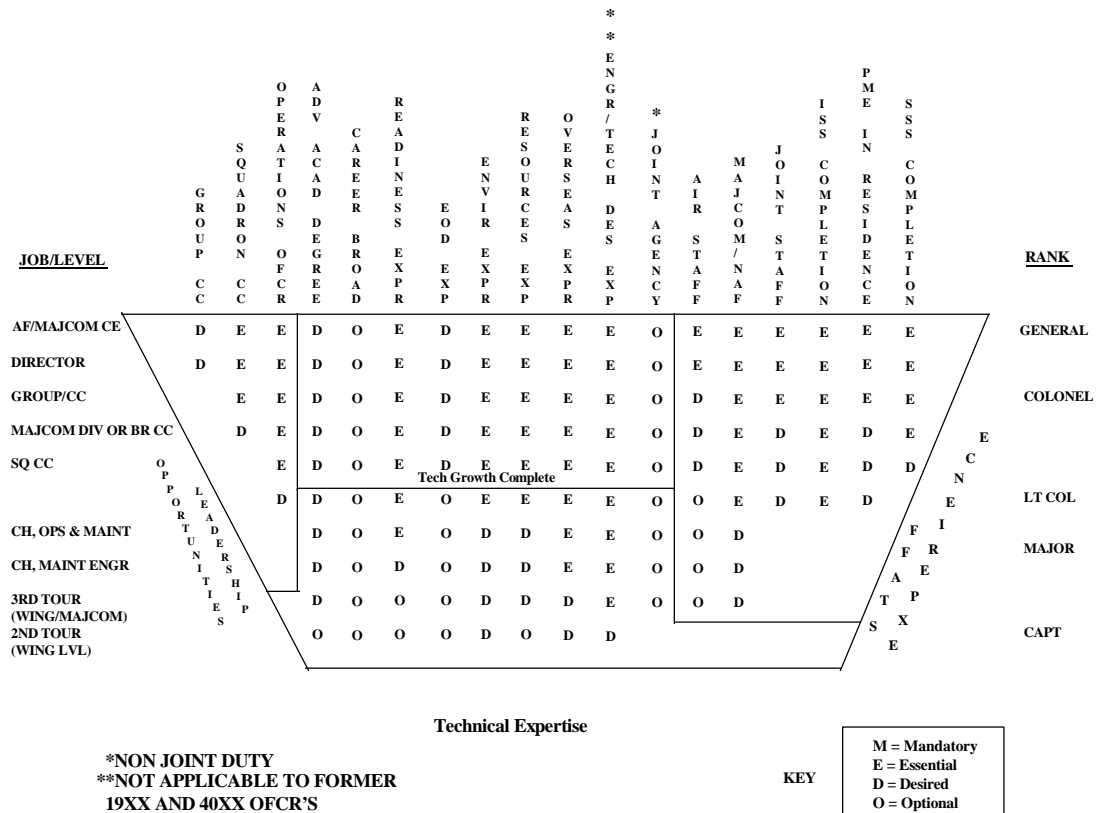 GROUP CC
SQUADRON CC
OPERATIONS OFCR
ADV ACAD DEGREE
CAREER BROAD
READINESS EXPR
EOD EXP
ENVIR EXPR
RESOURCES EXP
OVERSEAS EXPR
**ENGR/TECH DES EXP
*JOINT AGENCY
AIR STAFF
MAJCOM/NAF
JOINT STAFF
ISS COMPLETION
PME IN RESIDENCE
SSS COMPLETION
JOB/LEVEL RANK
AF/MAJCOM CE D E E D O E D E E E E O E E E E E E GENERAL
DIRECTOR D E E D O E D E E E E O E E E E E E
GROUP/CC E E D O E D E E E E O D E E E E E COLONEL
MAJCOM DIV OR BR CC D E D O E D E E E E O D E D E D E
SQ CC E D O E D E E E E O D E D E D D
Tech Growth Complete
D D O E O E E E E O O E D E D LT COL
CH, OPS & MAINT D O E O D D E E O O D MAJOR
CH, MAINT ENGR D O D O D D E E O O D
3RD TOUR D O O O D D D E O O D
(WING/MAJCOM)
2ND TOUR O O O O D O D D CAPT
(WING LVL)
LEADERSHIP
OPPORTUNITIES
STAFF
EXPERIENCE
Technical Expertise
*NON JOINT DUTY
**NOT APPLICABLE TO FORMER
19XX AND 40XX OFCR'S
KEY
M = Mandatory
E = Essential
D = Desired
O = Optional